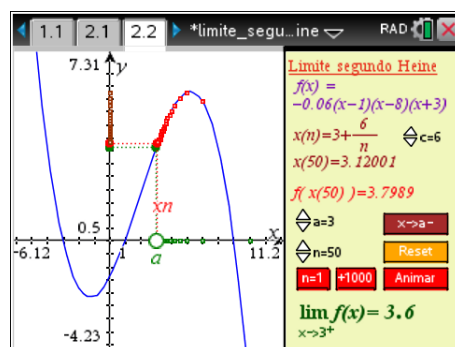 1.1 2.1 2.2 *limite_segu...ine RAD
7.31 y
0.5
-6.12 11.2 x
-4.23
xn
a
Limite segundo Heine
f(x) =
-0.06(x-1)(x-8)(x+3)
x(n)=3+6/n c=6
x(50)=3.12001
f( x(50) )=3.7989
a=3 x->a-
n=50 Reset
n=1 +1000 Animar
lim f(x)= 3.6
x->3+